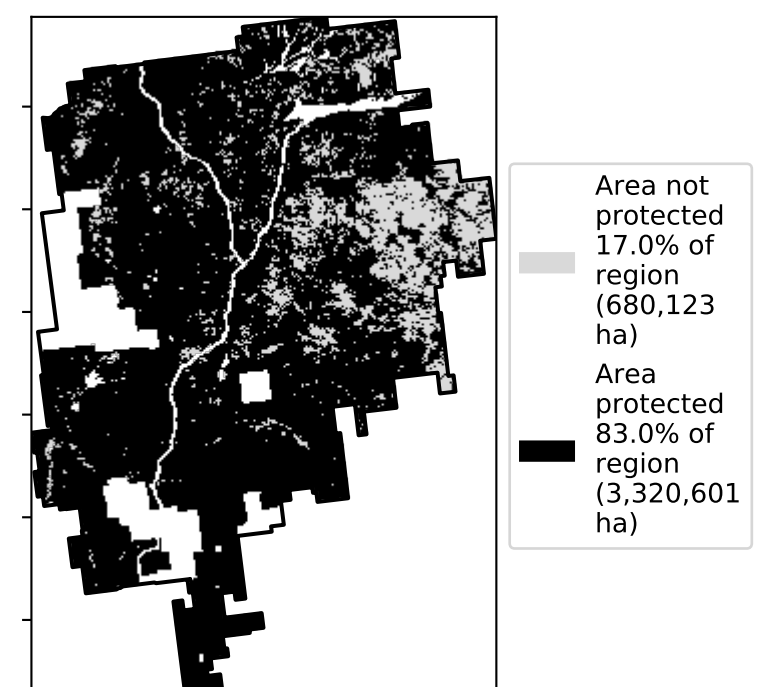 Area not
protected
17.0% of
region
(680,123
ha)
Area
protected
83.0% of
region
(3,320,601
ha)